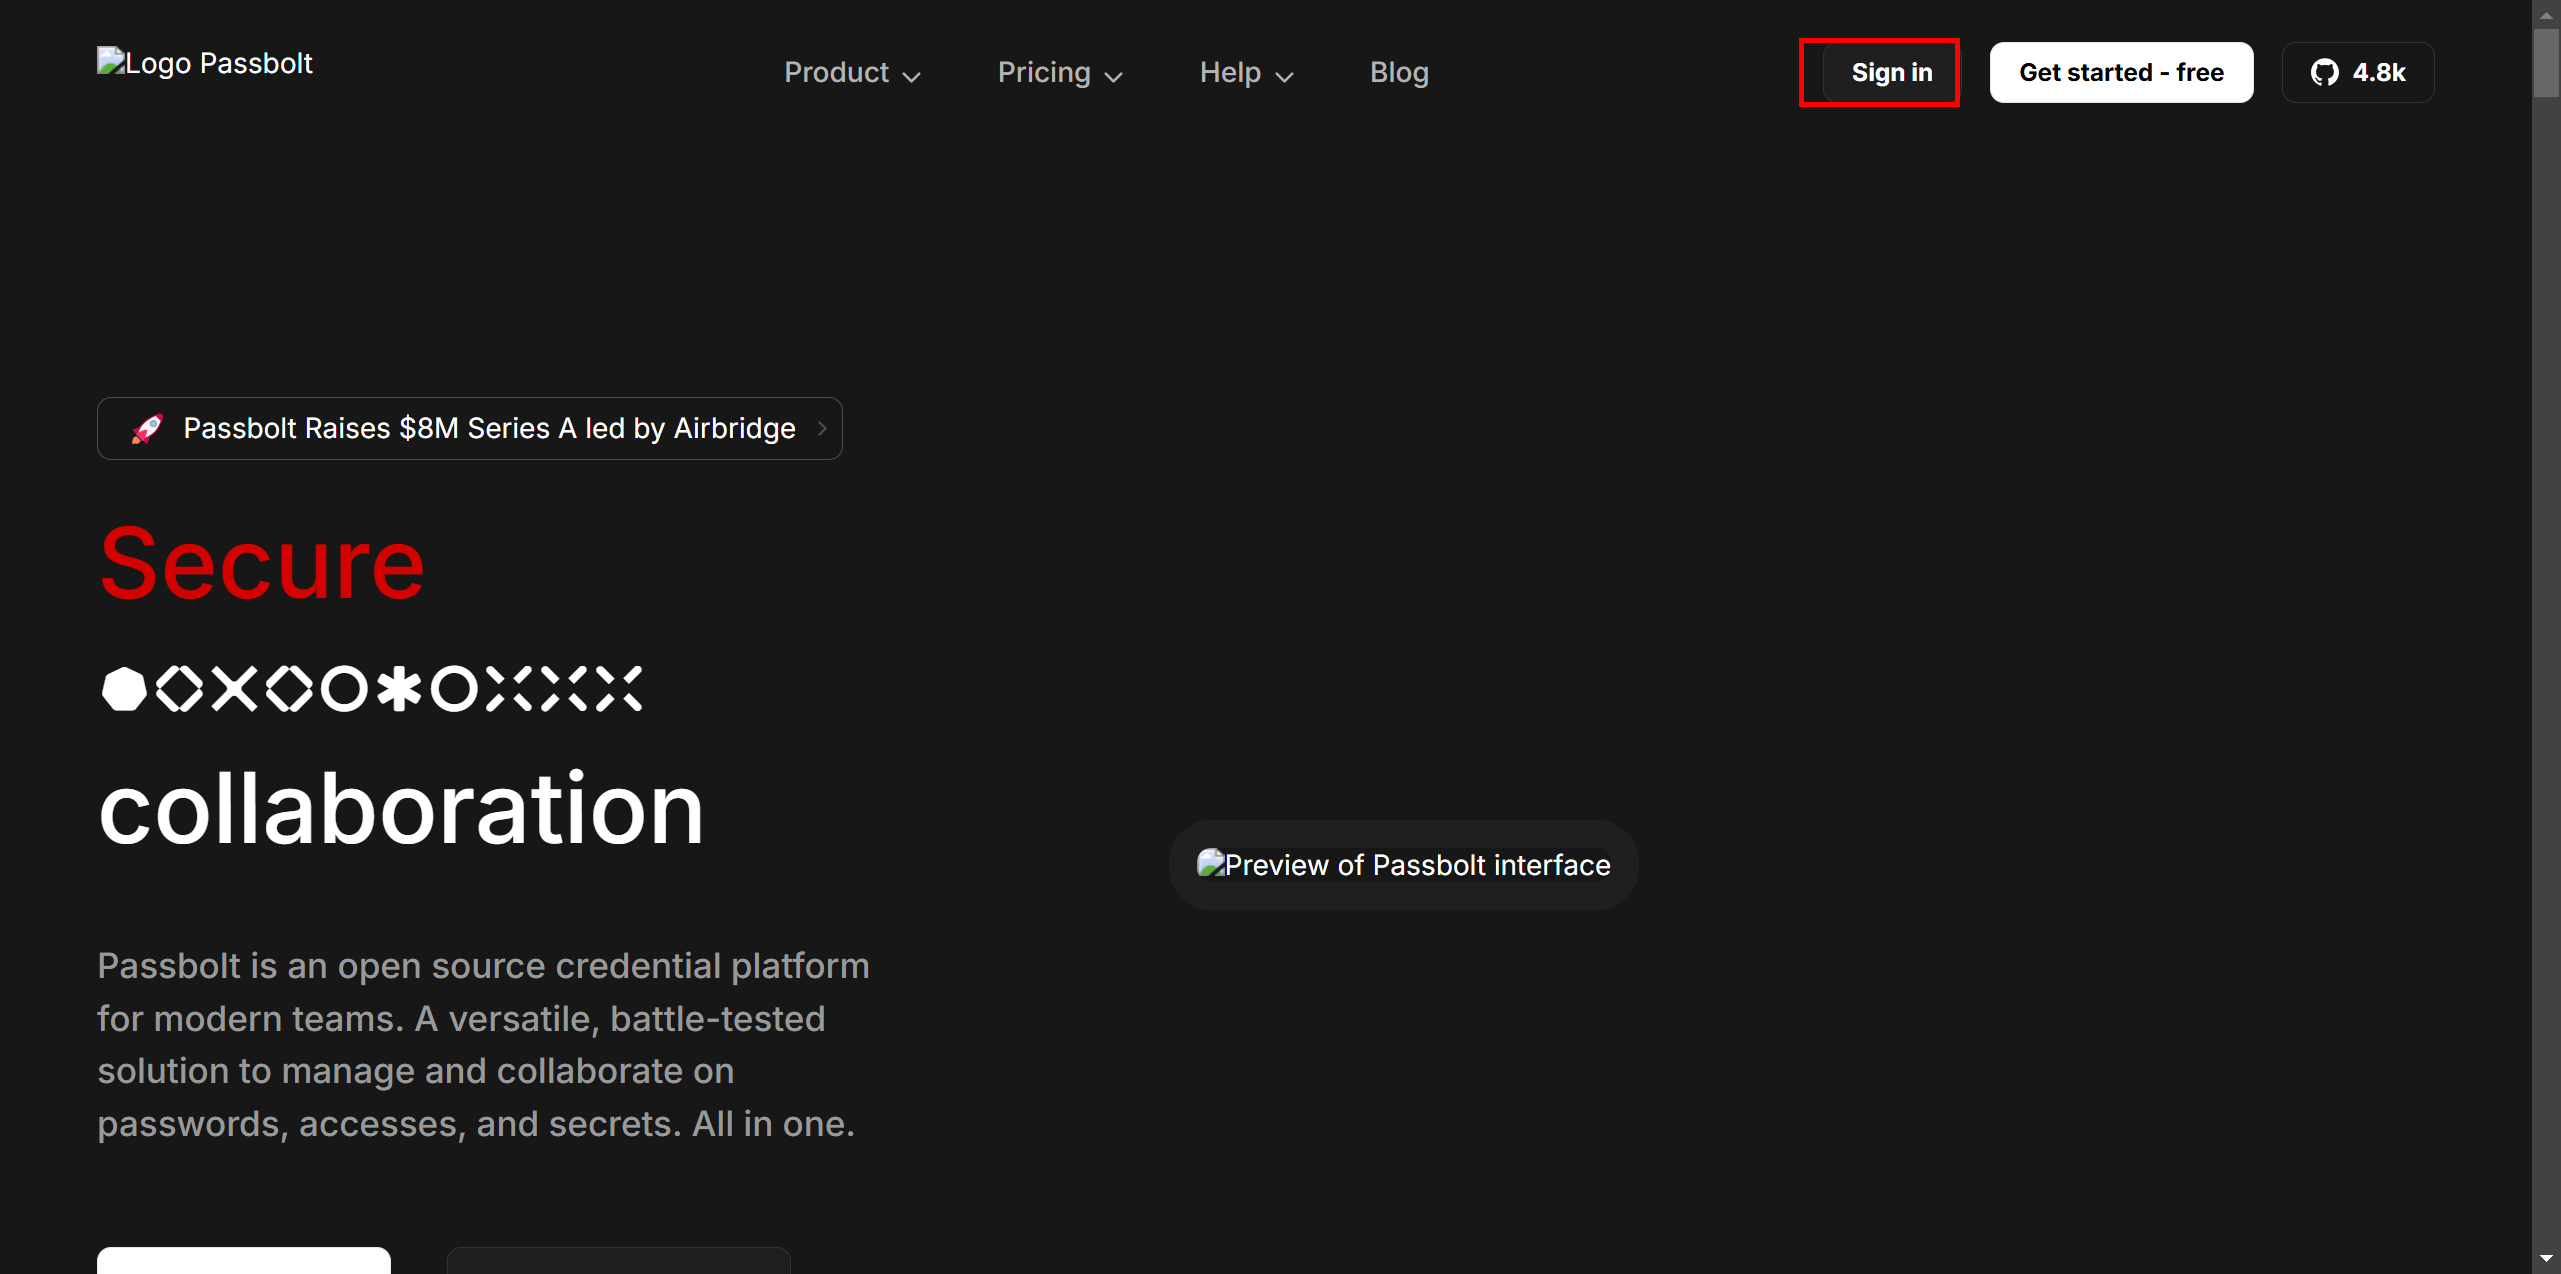 Logo Passbolt
Product
Pricing
Help
Blog
Sign in
Get started - free
4.8k
Passbolt Raises $8M Series A led by Airbridge
Secure
collaboration
Preview of Passbolt interface
Passbolt is an open source credential platform
for modern teams. A versatile, battle-tested
solution to manage and collaborate on
passwords, accesses, and secrets. All in one.